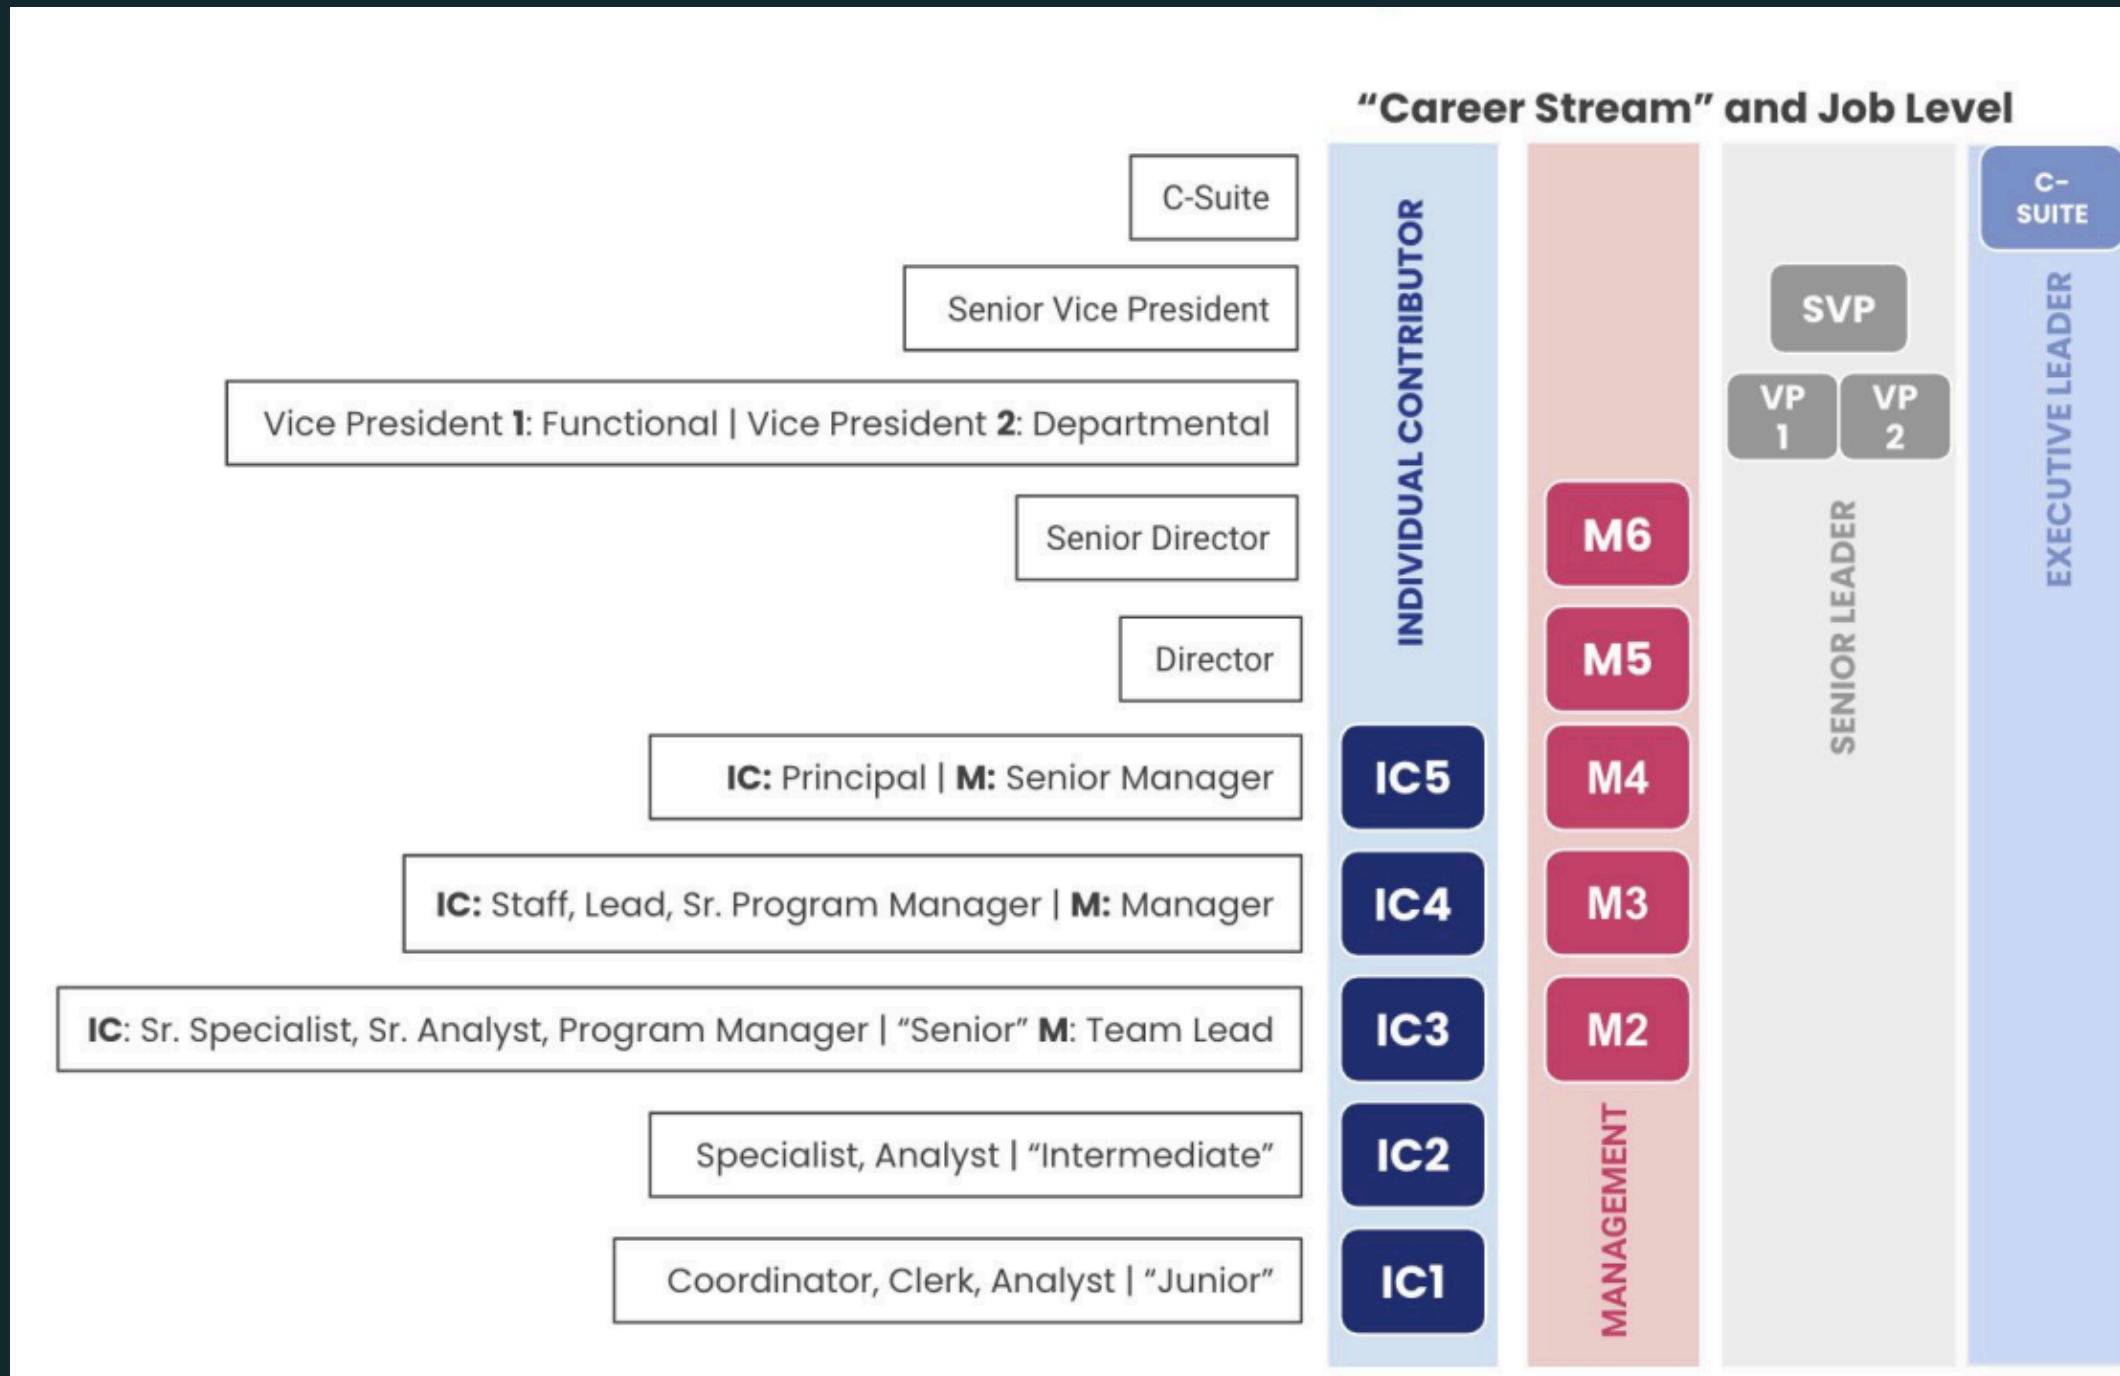 “Career Stream” and Job Level
C-Suite
Senior Vice President
Vice President 1: Functional | Vice President 2: Departmental
Senior Director
Director
IC: Principal | M: Senior Manager
IC: Staff, Lead, Sr. Program Manager | M: Manager
IC: Sr. Specialist, Sr. Analyst, Program Manager | “Senior” M: Team Lead
Specialist, Analyst | “Intermediate”
Coordinator, Clerk, Analyst | “Junior”
INDIVIDUAL CONTRIBUTOR
IC5
IC4
IC3
IC2
IC1
M6
M5
M4
M3
M2
MANAGEMENT
SVP
VP
1
VP
2
SENIOR LEADER
C-
SUITE
EXECUTIVE LEADER